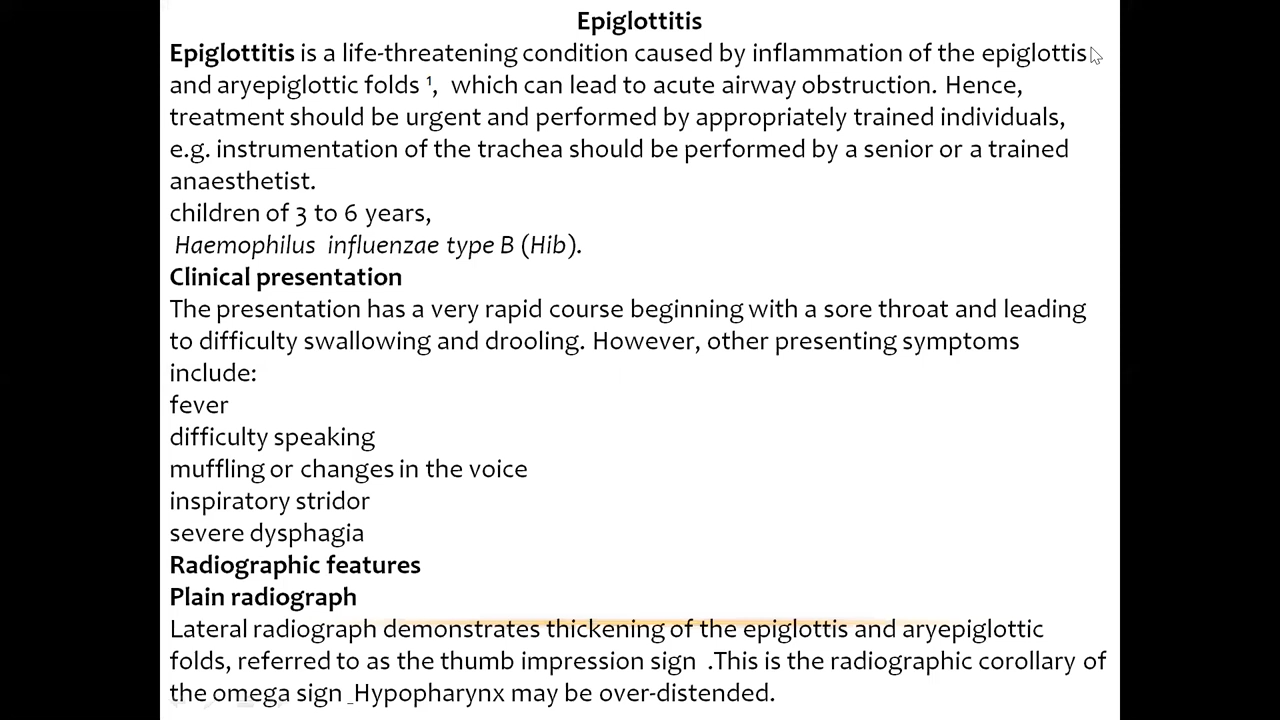 Epiglottitis
Epiglottitis is a life-threatening condition caused by inflammation of the epiglottis
and aryepiglottic folds ¹,  which can lead to acute airway obstruction. Hence,
treatment should be urgent and performed by appropriately trained individuals,
e.g. instrumentation of the trachea should be performed by a senior or a trained
anaesthetist.
children of 3 to 6 years,
Haemophilus  influenzae type B (Hib).
Clinical presentation
The presentation has a very rapid course beginning with a sore throat and leading
to difficulty swallowing and drooling. However, other presenting symptoms
include:
fever
difficulty speaking
muffling or changes in the voice
inspiratory stridor
severe dysphagia
Radiographic features
Plain radiograph
Lateral radiograph demonstrates thickening of the epiglottis and aryepiglottic
folds, referred to as the thumb impression sign  .This is the radiographic corollary of
the omega sign _Hypopharynx may be over-distended.